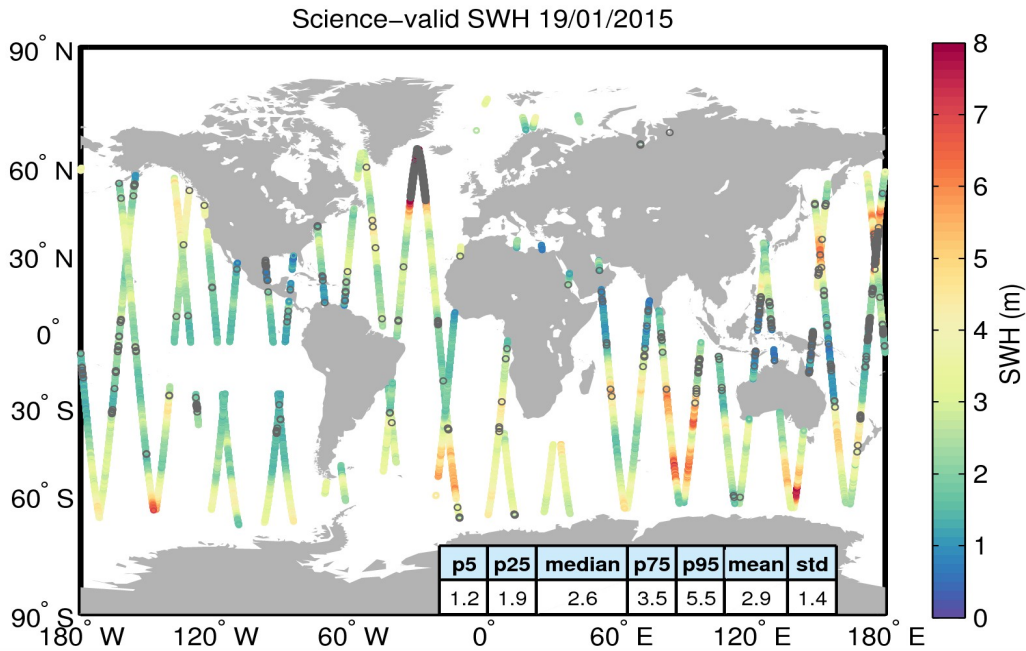 Science−valid SWH 19/01/2015
90° N
60° N
30° N
0°
30° S
60° S
90° S
180° W
120° W
60° W
0°
60° E
120° E
180° E
p5 p25 median p75 p95 mean std
1.2 1.9 2.6 3.5 5.5 2.9 1.4
8
7
6
5
4
3
2
1
0
SWH (m)